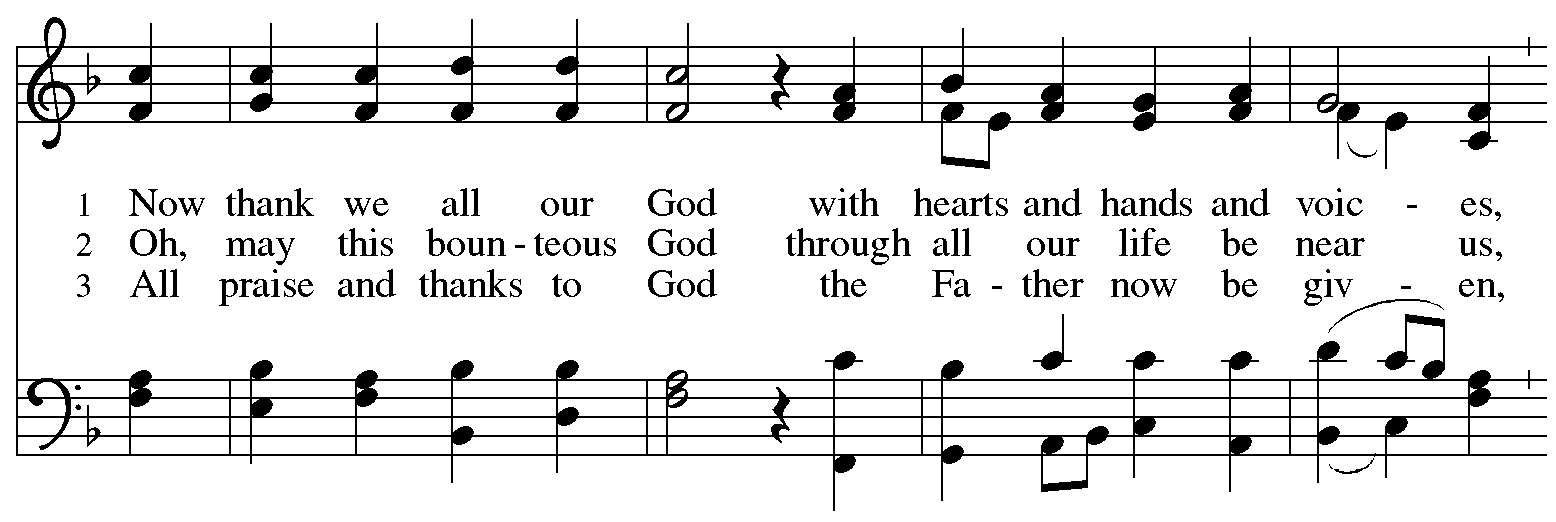 1 Now thank we all our God with hearts and hands and voic - es,
2 Oh, may this boun - teous God through all our life be near us,
3 All praise and thanks to God the Fa - ther now be giv - en,